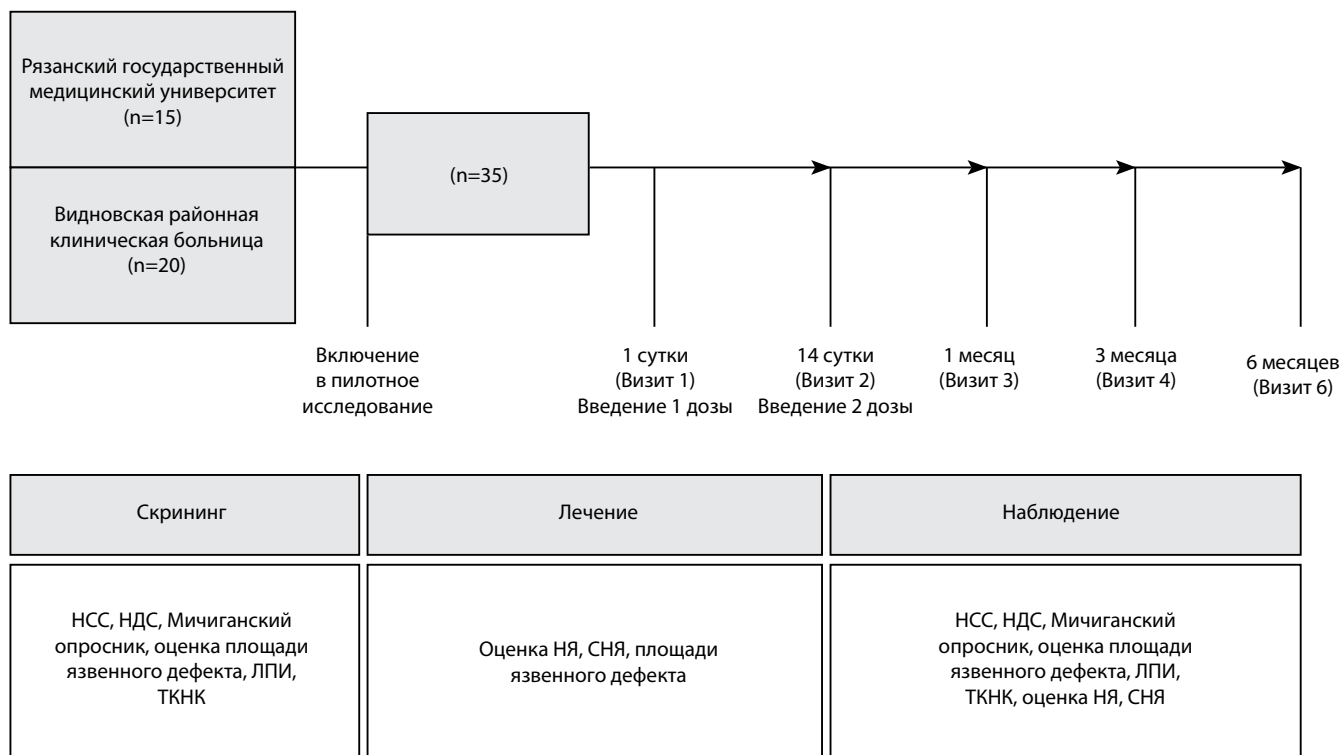 Рязанский государственный
медицинский университет
(n=15)
(n=35)
Видновская районная
клиническая больница
(n=20)
Включение
в пилотное
исследование
1 сутки
(Визит 1)
Введение 1 дозы
14 сутки
(Визит 2)
Введение 2 дозы
1 месяц
(Визит 3)
3 месяца
(Визит 4)
6 месяцев
(Визит 6)
Скрининг
Лечение
Наблюдение
НСС, НДС, Мичиганский
опросник, оценка площади
язвенного дефекта, ЛПИ,
ТКНК
Оценка НЯ, СНЯ, площади
язвенного дефекта
НСС, НДС, Мичиганский
опросник, оценка площади
язвенного дефекта, ЛПИ,
ТКНК, оценка НЯ, СНЯ